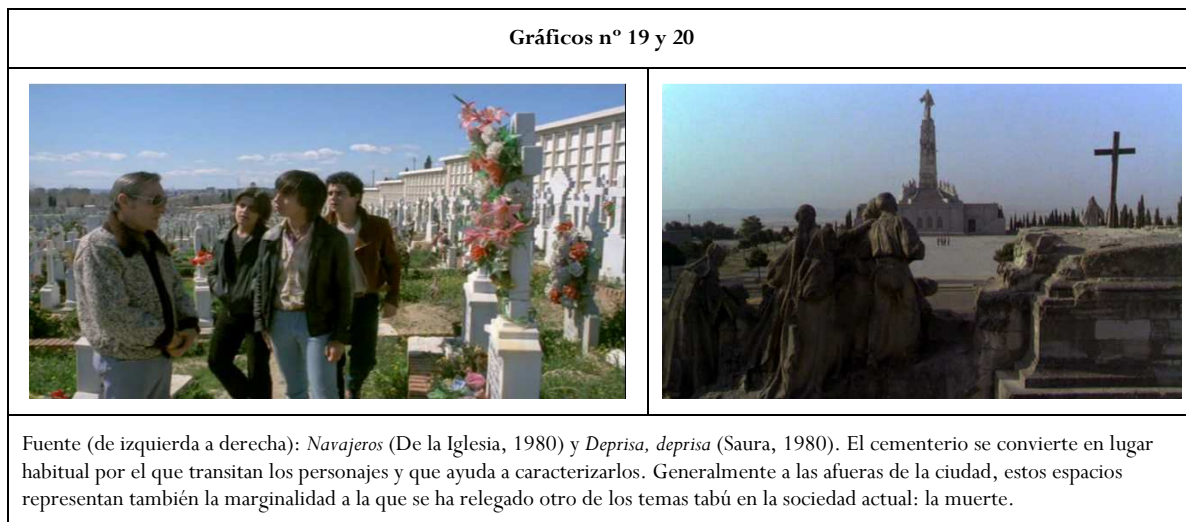 Gráficos nº 19 y 20
Fuente (de izquierda a derecha): Navajeros (De la Iglesia, 1980) y Deprisa, deprisa (Saura, 1980). El cementerio se convierte en lugar
habitual por el que transitan los personajes y que ayuda a caracterizarlos. Generalmente a las afueras de la ciudad, estos espacios
representan también la marginalidad a la que se ha relegado otro de los temas tabú en la sociedad actual: la muerte.